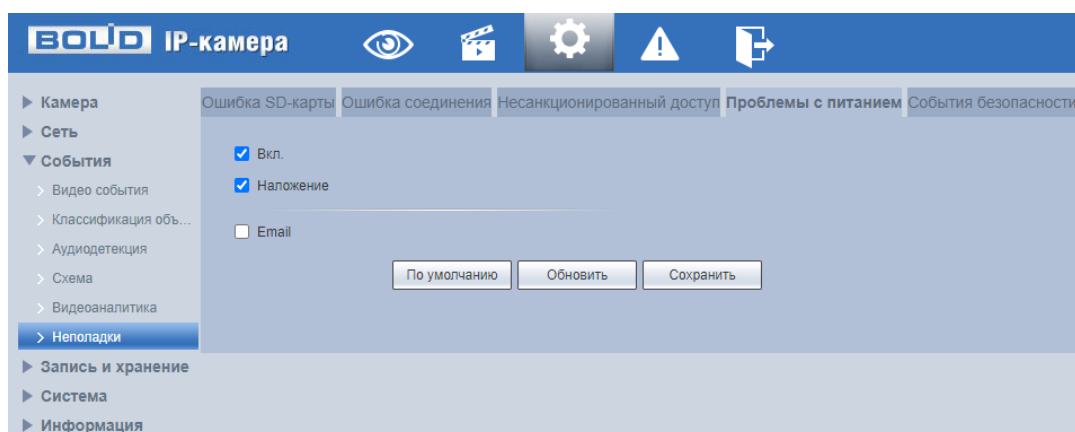 BOLID IP-камера
Камера
Сеть
События
Видео события
Классификация объ...
Аудиодетекция
Схема
Видеоаналитика
Неполадки
Запись и хранение
Система
Информация
Ошибка SD-карты Ошибка соединения Несанкционированный доступ Проблемы с питанием События безопасности
Вкл.
Наложение
Email
По умолчанию Обновить Сохранить